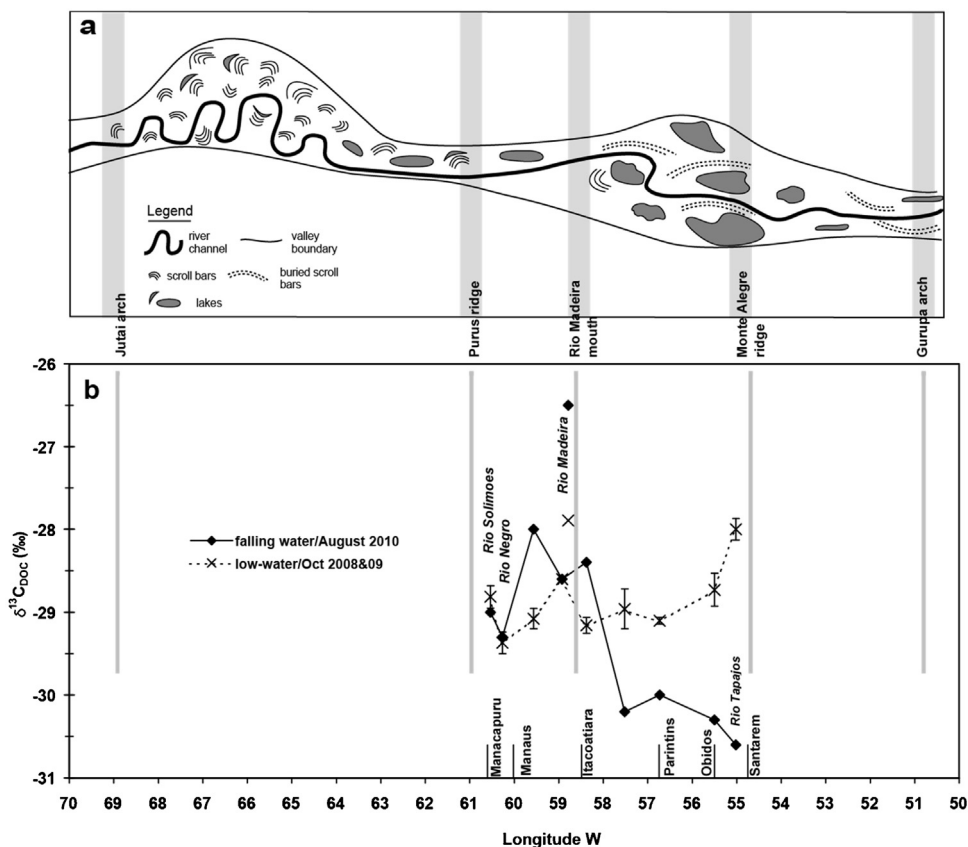 a
Legend
river
channel
valley
boundary
scroll bars
buried scroll
bars
lakes
Jutai arch
Purus ridge
Rio Madeira
mouth
Monte Alegre
ridge
Gurupa arch
b
-26
-27
-28
-29
-30
-31
δ13CDOC (‰)
Rio Solimoes
Rio Negro
Rio Madeira
Rio Tapajos
falling water/August 2010
low-water/Oct 2008&09
Manacapuru
Manaus
Itacoatiara
Parintins
Obidos
Santarem
70 69 68 67 66 65 64 63 62 61 60 59 58 57 56 55 54 53 52 51 50
Longitude W